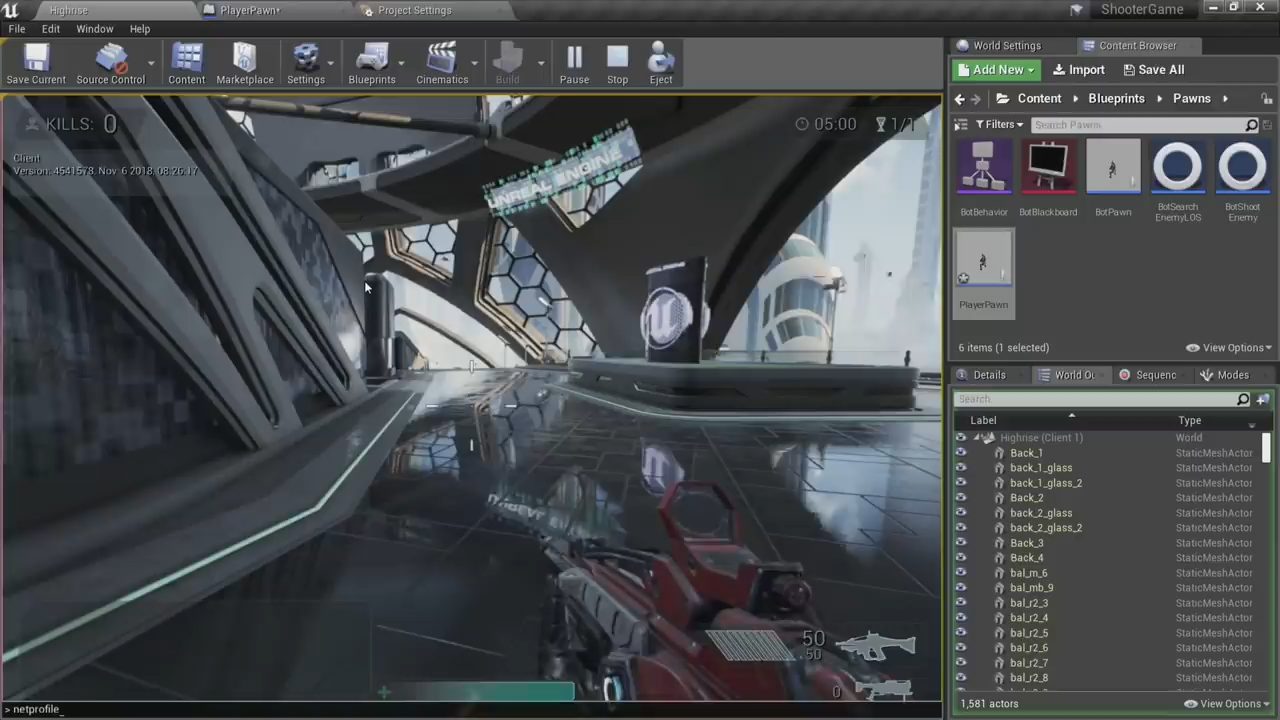 Highrise
PlayerPawn*
Project Settings
ShooterGame
File
Edit
Window
Help
Save Current
Source Control
Content
Marketplace
Settings
Blueprints
Cinematics
Build
Pause
Stop
Eject
KILLS: 0
05:00
1/1
Client
Version: 4541578. Nov 6 2018. 08:26:17
UNREAL ENGINE
50
50
0
> netprofile_
World Settings
Content Browser
Add New
Import
Save All
Content
Blueprints
Pawns
Filters
Search Pawns
BotBehavior
BotBlackboard
BotPawn
BotSearch
EnemyLOS
BotShoot
Enemy
PlayerPawn
6 items (1 selected)
View Options
Details
World Ou
Sequenc
Modes
Search
Label
Type
Highrise (Client 1)
World
Back_1
StaticMeshActor
back_1_glass
StaticMeshActor
back_1_glass_2
StaticMeshActor
Back_2
StaticMeshActor
back_2_glass
StaticMeshActor
back_2_glass_2
StaticMeshActor
Back_3
StaticMeshActor
Back_4
StaticMeshActor
bal_m_6
StaticMeshActor
bal_mb_9
StaticMeshActor
bal_r2_3
StaticMeshActor
bal_r2_4
StaticMeshActor
bal_r2_5
StaticMeshActor
bal_r2_6
StaticMeshActor
bal_r2_7
StaticMeshActor
bal_r2_8
StaticMeshActor
1,581 actors
View Options